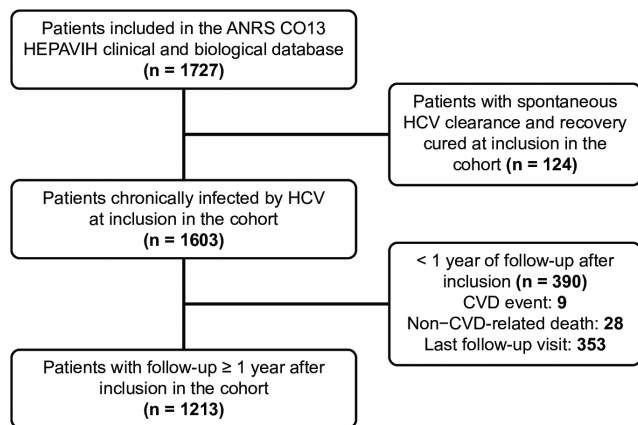 Patients included in the ANRS CO13
HEPAVIH clinical and biological database
(n = 1727)
Patients with spontaneous
HCV clearance and recovery
cured at inclusion in the
cohort (n = 124)
Patients chronically infected by HCV
at inclusion in the cohort
(n = 1603)
< 1 year of follow-up after
inclusion (n = 390)
CVD event: 9
Non−CVD-related death: 28
Last follow-up visit: 353
Patients with follow-up ≥ 1 year after
inclusion in the cohort
(n = 1213)